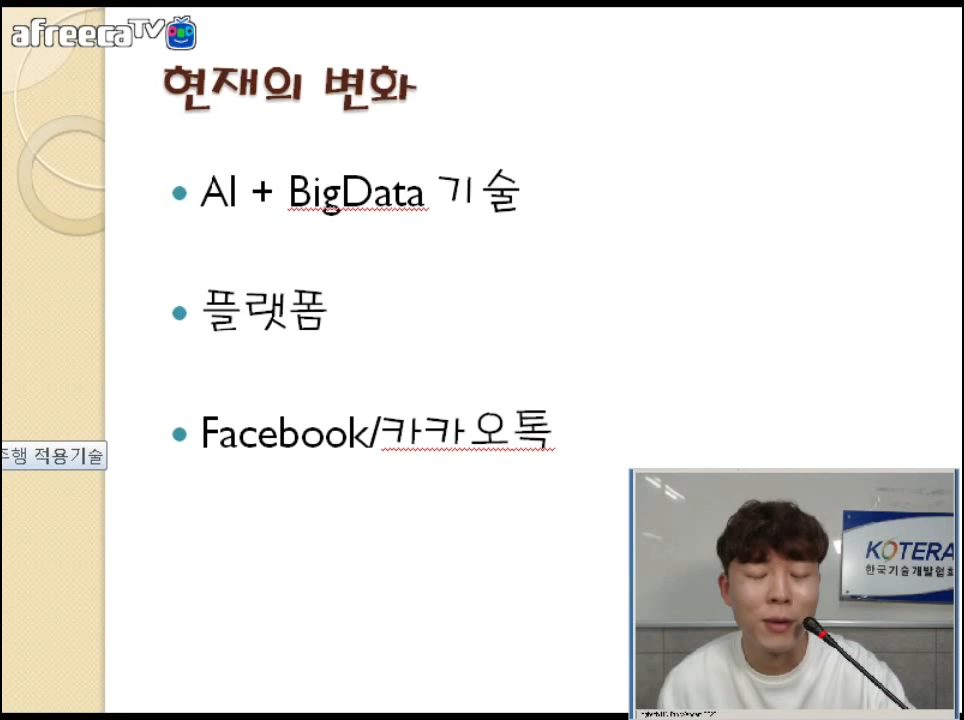 afreecaTV
현재의 변화
AI + BigData 기술
플랫폼
Facebook/카카오톡
주행 적용기술
KOTERA
한국기술개발협회